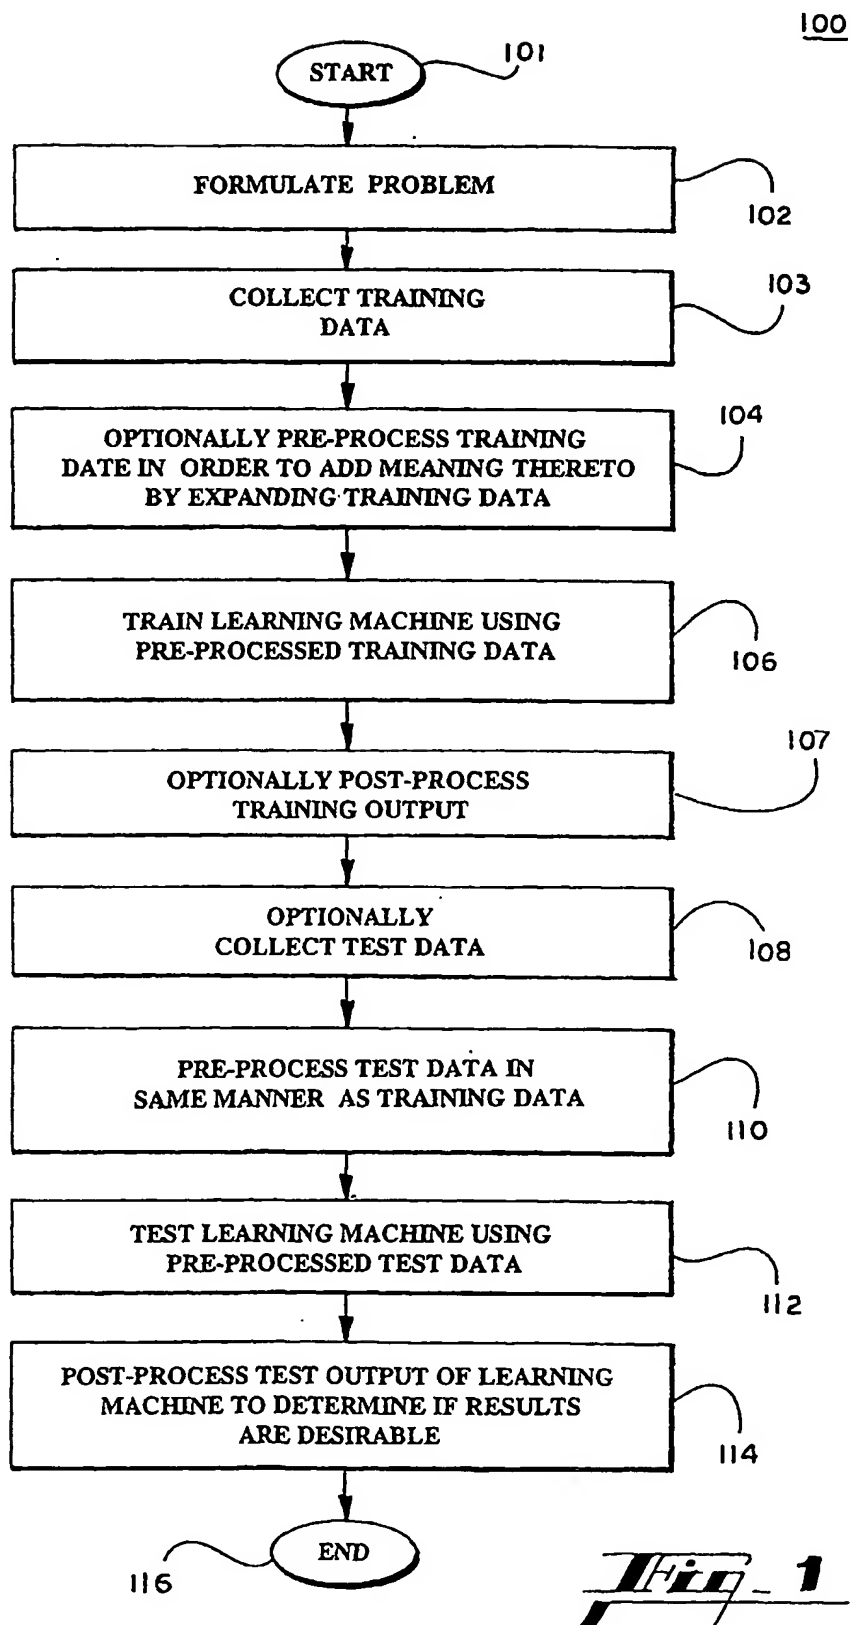 100
START
101
FORMULATE PROBLEM
102
COLLECT TRAINING
DATA
103
OPTIONALLY PRE-PROCESS TRAINING
DATE IN ORDER TO ADD MEANING THERETO
BY EXPANDING TRAINING DATA
104
TRAIN LEARNING MACHINE USING
PRE-PROCESSED TRAINING DATA
106
OPTIONALLY POST-PROCESS
TRAINING OUTPUT
107
OPTIONALLY
COLLECT TEST DATA
108
PRE-PROCESS TEST DATA IN
SAME MANNER AS TRAINING DATA
110
TEST LEARNING MACHINE USING
PRE-PROCESSED TEST DATA
112
POST-PROCESS TEST OUTPUT OF LEARNING
MACHINE TO DETERMINE IF RESULTS
ARE DESIRABLE
114
END
116
Fig_1